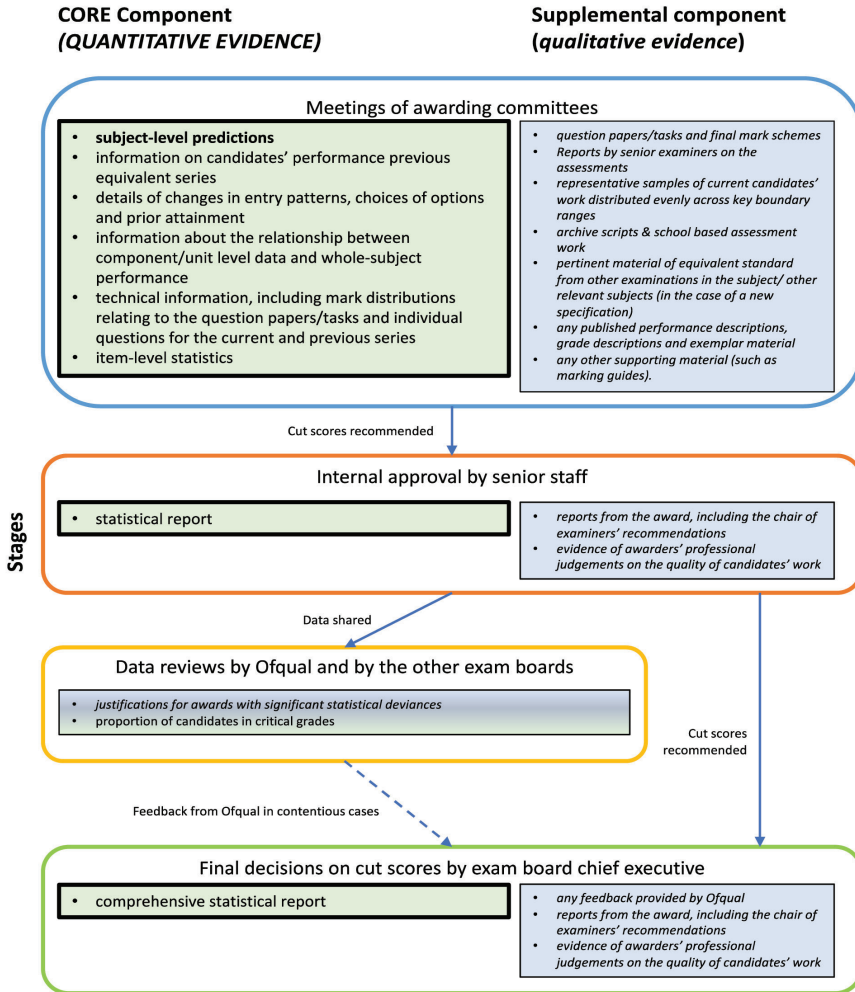 CORE Component
(QUANTITATIVE EVIDENCE)
Supplemental component
(qualitative evidence)
Stages
Meetings of awarding committees
• subject-level predictions
• information on candidates’ performance previous
equivalent series
• details of changes in entry patterns, choices of options
and prior attainment
• information about the relationship between
component/unit level data and whole-subject
performance
• technical information, including mark distributions
relating to the question papers/tasks and individual
questions for the current and previous series
• item-level statistics
• question papers/tasks and final mark schemes
• Reports by senior examiners on the
assessments
• representative samples of current candidates’
work distributed evenly across key boundary
ranges
• archive scripts & school based assessment
work
• pertinent material of equivalent standard
from other examinations in the subject/ other
relevant subjects (in the case of a new
specification)
• any published performance descriptions,
grade descriptions and exemplar material
• any other supporting material (such as
marking guides).
Cut scores recommended
Internal approval by senior staff
• statistical report
• reports from the award, including the chair of
examiners’ recommendations
• evidence of awarders’ professional
judgements on the quality of candidates’ work
Data shared
Data reviews by Ofqual and by the other exam boards
• justifications for awards with significant statistical deviances
• proportion of candidates in critical grades
Cut scores
recommended
Feedback from Ofqual in contentious cases
Final decisions on cut scores by exam board chief executive
• comprehensive statistical report
• any feedback provided by Ofqual
• reports from the award, including the chair of
examiners’ recommendations
• evidence of awarders’ professional
judgements on the quality of candidates’ work